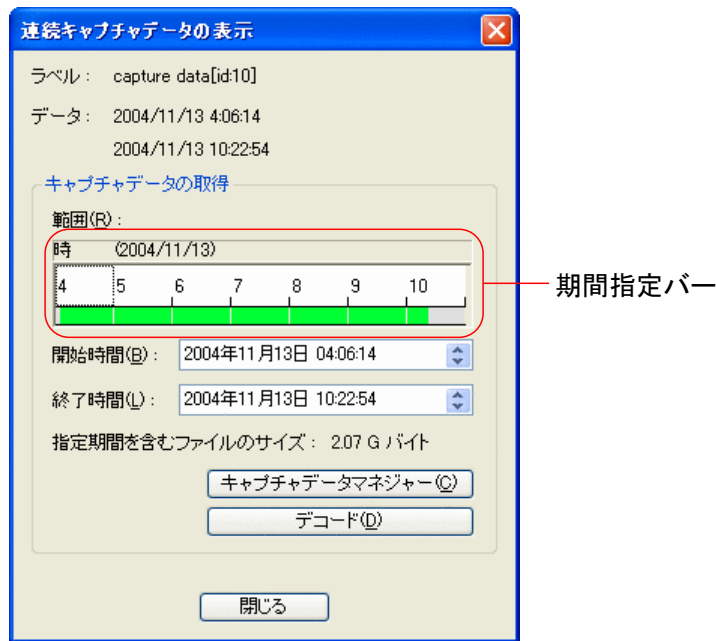 連続キャプチャデータの表示
ラベル： capture data[id:10]
データ： 2004/11/13 4:06:14
2004/11/13 10:22:54
キャプチャデータの取得
範囲(R)：
時 (2004/11/13)
4 5 6 7 8 9 10
期間指定バー
開始時間(B)： 2004年11月13日 04:06:14
終了時間(L)： 2004年11月13日 10:22:54
指定期間を含むファイルのサイズ： 2.07 G バイト
キャプチャデータマネジャー(C)
デコード(D)
閉じる